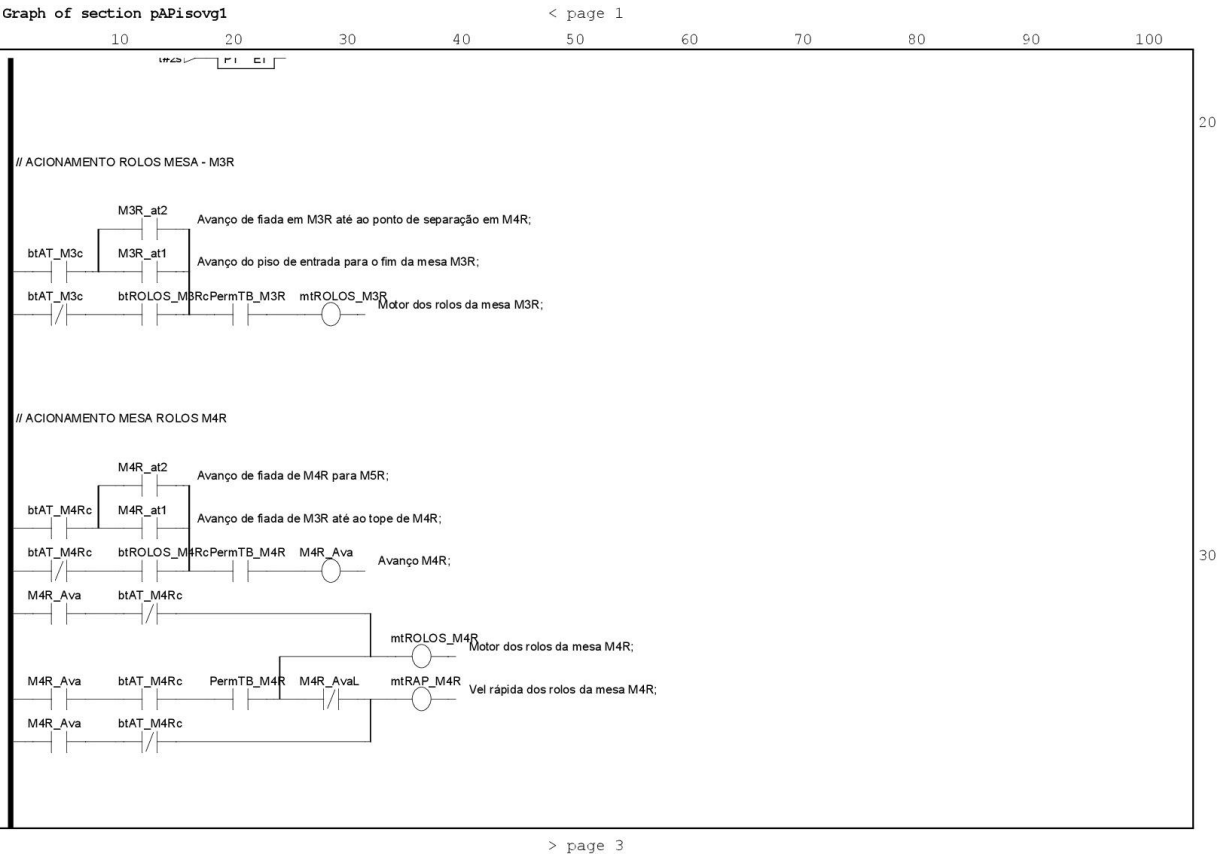 Graph of section pAPisovg1 < page 1
10 20 30 40 50 60 70 80 90 100
t#2s PT ET
20
// ACIONAMENTO ROLOS MESA - M3R
M3R_at2 Avanço de fiada em M3R até ao ponto de separação em M4R;
btAT_M3c M3R_at1 Avanço do piso de entrada para o fim da mesa M3R;
btAT_M3c btROLOS_M3Rc PermTB_M3R mtROLOS_M3R Motor dos rolos da mesa M3R;
// ACIONAMENTO MESA ROLOS M4R
M4R_at2 Avanço de fiada de M4R para M5R;
btAT_M4Rc M4R_at1 Avanço de fiada de M3R até ao tope de M4R;
btAT_M4Rc btROLOS_M4Rc PermTB_M4R M4R_Ava Avanço M4R;
30
M4R_Ava btAT_M4Rc
mtROLOS_M4R Motor dos rolos da mesa M4R;
M4R_Ava btAT_M4Rc PermTB_M4R M4R_AvaL mtRAP_M4R Vel rápida dos rolos da mesa M4R;
M4R_Ava btAT_M4Rc
> page 3